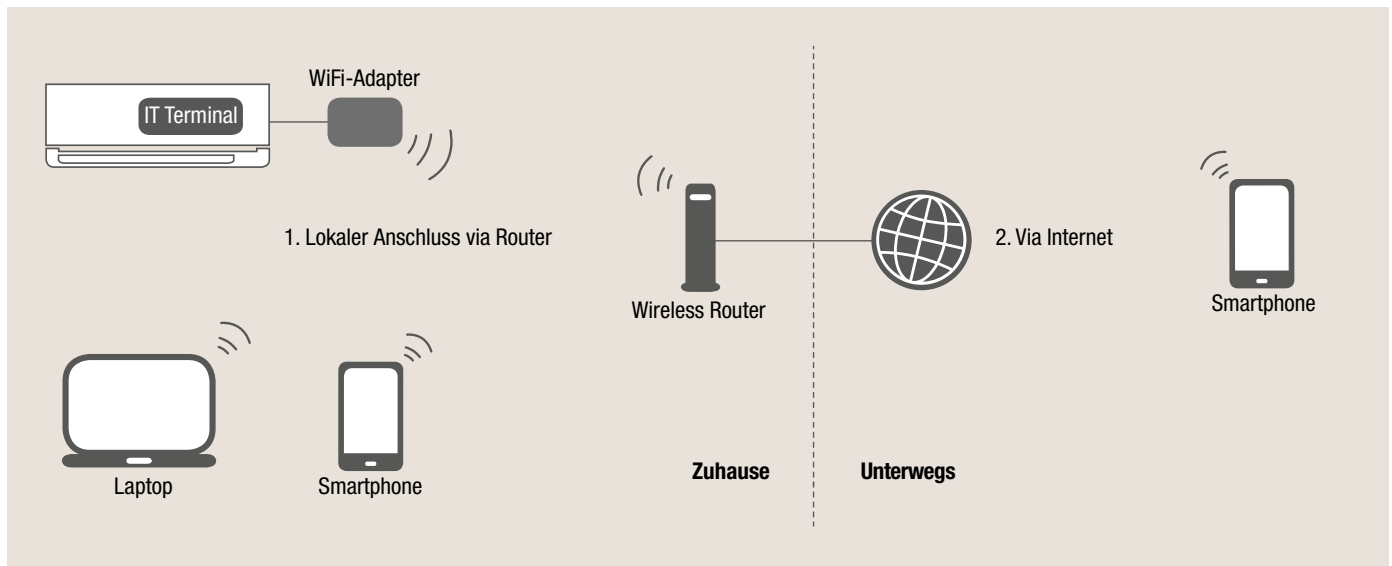 WiFi-Adapter
IT Terminal
1. Lokaler Anschluss via Router
2. Via Internet
Wireless Router
Smartphone
Laptop
Smartphone
Zuhause
Unterwegs